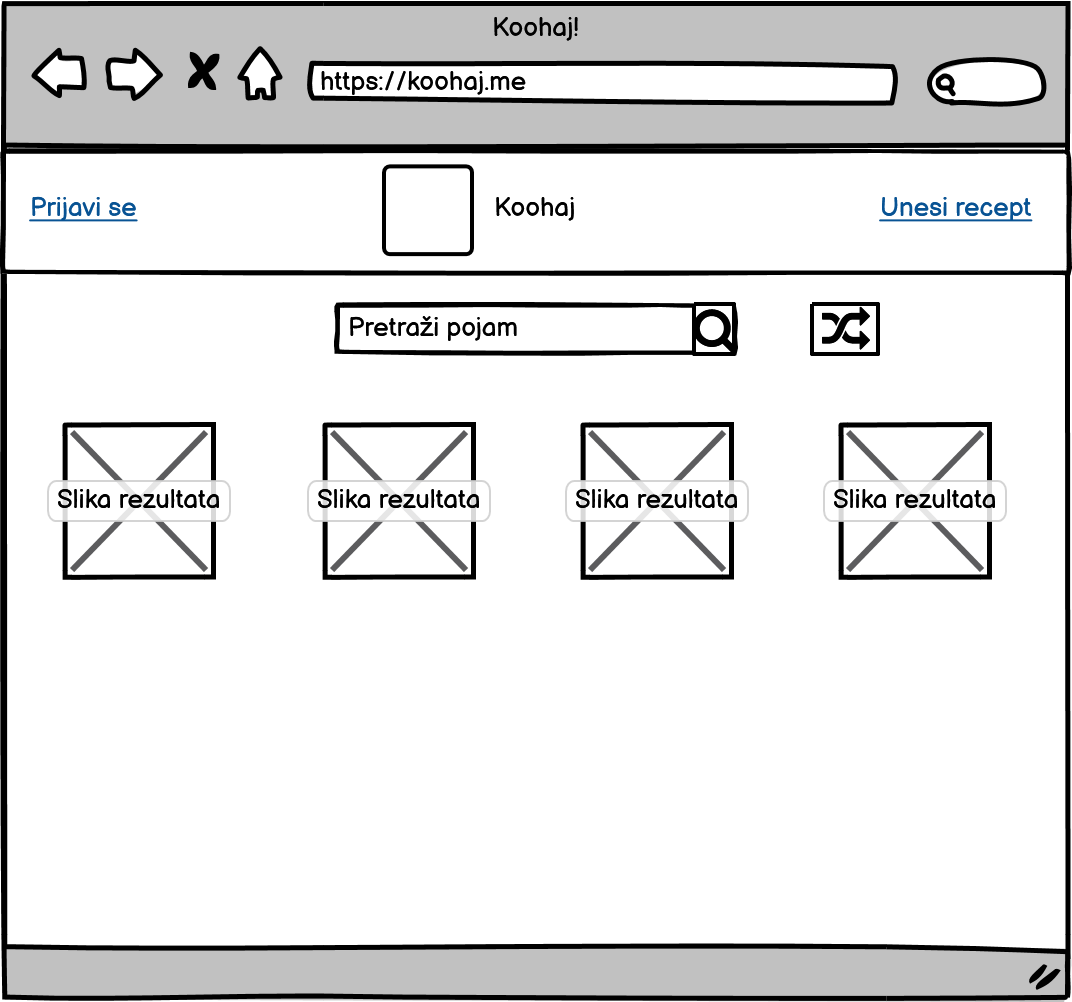 Koohaj!
https://koohaj.me
Prijavi se
Koohaj
Unesi recept
Pretraži pojam
Slika rezultata
Slika rezultata
Slika rezultata
Slika rezultata